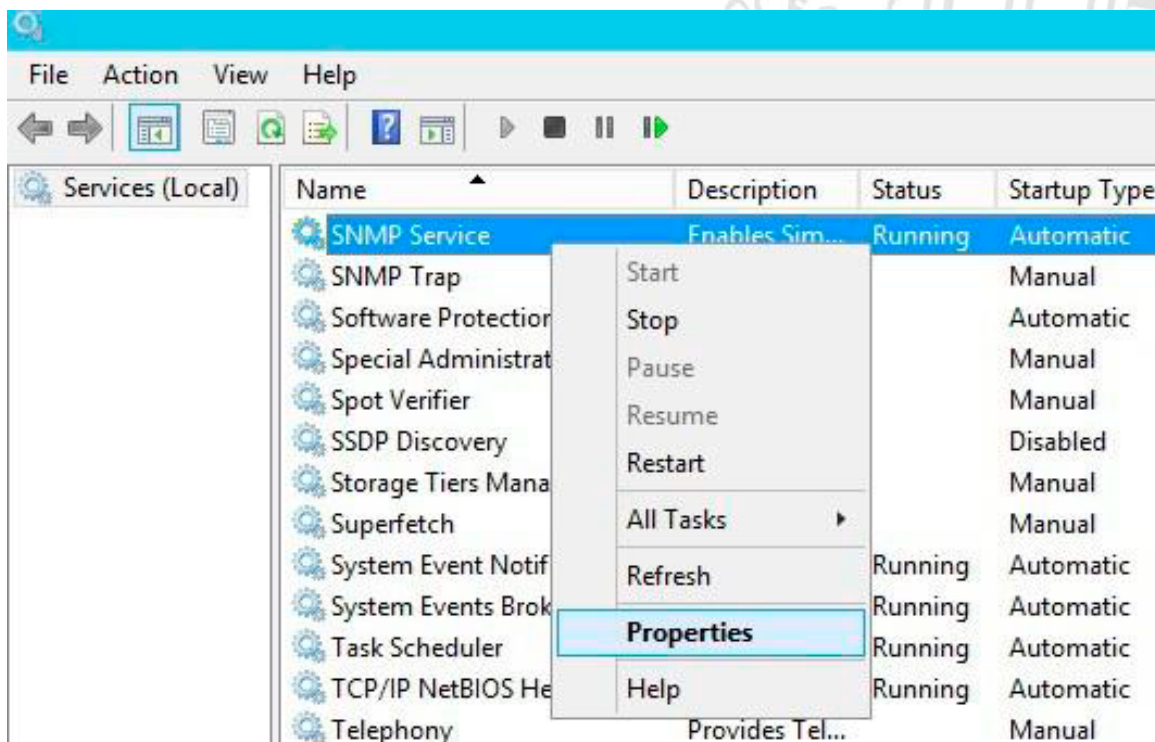 File Action View Help
Services (Local)
Name Description Status Startup Type
SNMP Service Enables Sim... Running Automatic
SNMP Trap Manual
Software Protection Automatic
Special Administrat Manual
Spot Verifier Manual
SSDP Discovery Disabled
Storage Tiers Mana Manual
Superfetch Manual
System Event Notif Running Automatic
System Events Brok Running Automatic
Task Scheduler Running Automatic
TCP/IP NetBIOS He Running Automatic
Telephony Provides Tel... Manual
Start
Stop
Pause
Resume
Restart
All Tasks
Refresh
Properties
Help